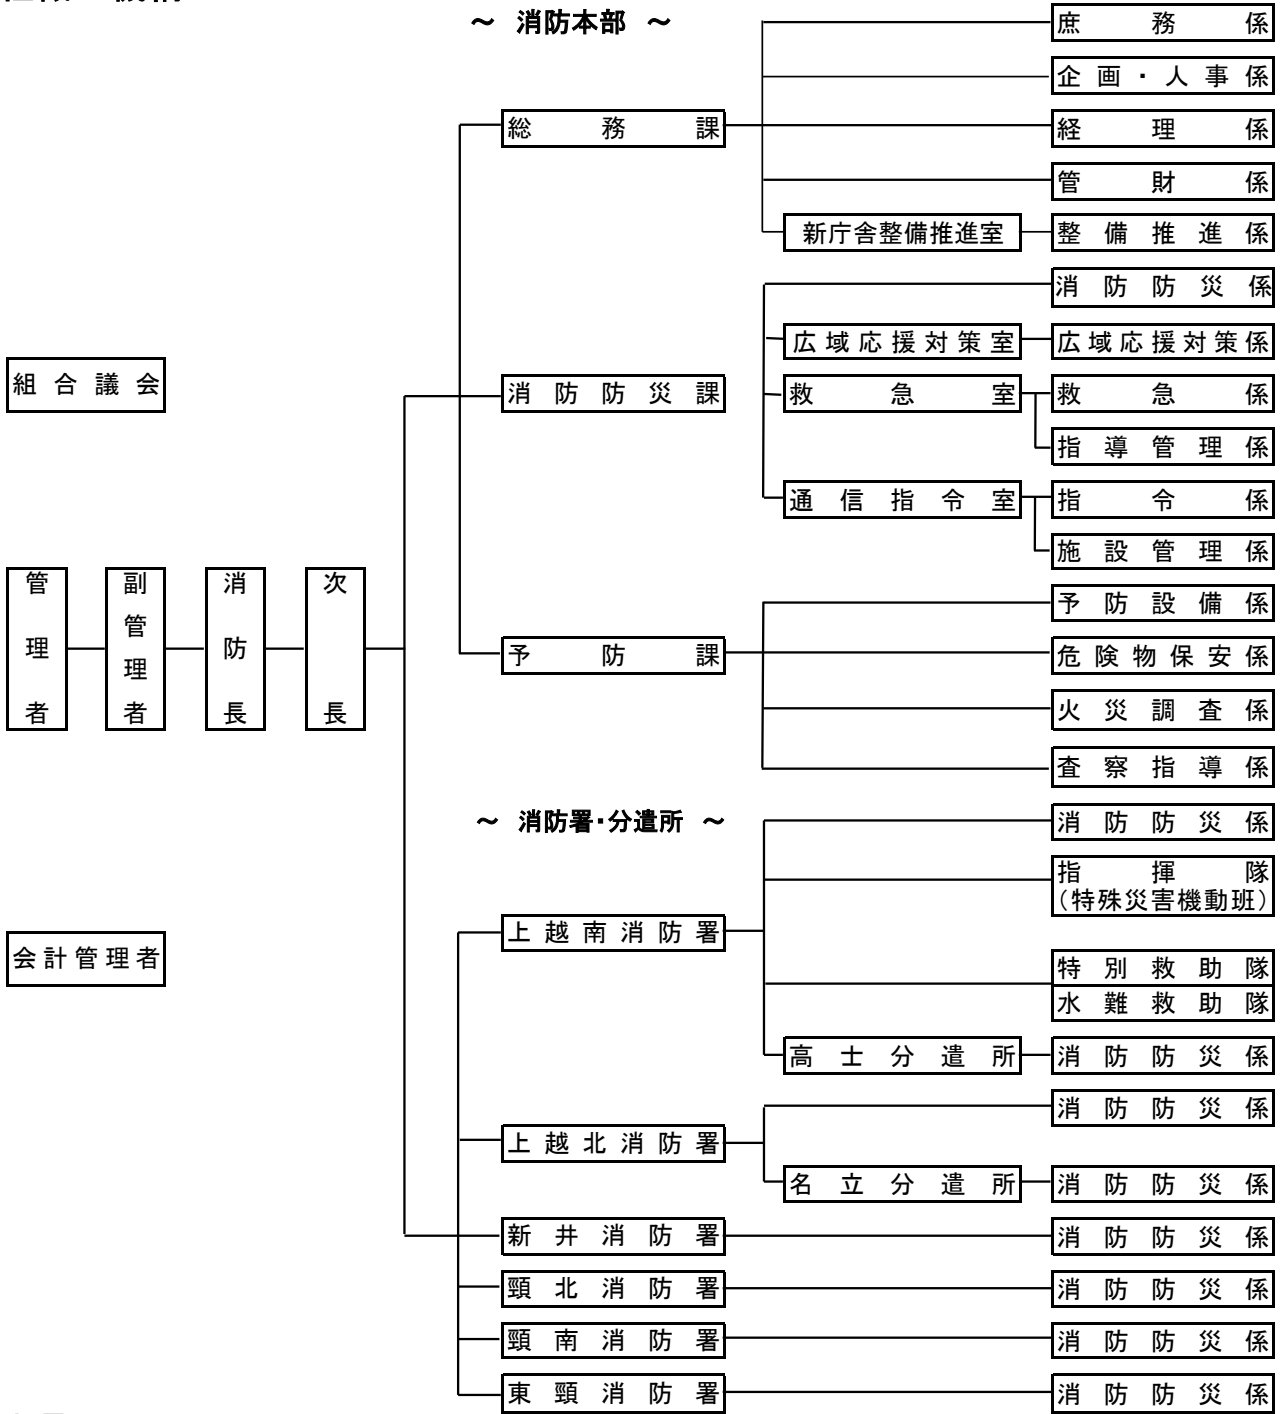 ～ 消防本部 ～
庶務係
企画・人事係
総務課
経理係
管財係
新庁舎整備推進室
整備推進係
消防防災係
広域応援対策室
広域応援対策係
組合議会
消防防災課
救急室
救急係
指導管理係
通信指令室
指令係
施設管理係
管理者
副管理者
消防長
次長
予防設備係
予防課
危険物保安係
火災調査係
査察指導係
～ 消防署・分遣所 ～
消防防災係
指揮隊
（特殊災害機動班）
上越南消防署
会計管理者
特別救助隊
水難救助隊
高士分遣所
消防防災係
消防防災係
上越北消防署
名立分遣所
消防防災係
新井消防署
消防防災係
頸北消防署
消防防災係
頸南消防署
消防防災係
東頸消防署
消防防災係